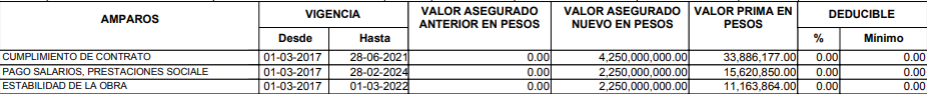 AMPAROS VIGENCIA VALOR ASEGURADO ANTERIOR EN PESOS VALOR ASEGURADO NUEVO EN PESOS VALOR PRIMA EN PESOS DEDUCIBLE
Desde Hasta % Mínimo
CUMPLIMIENTO DE CONTRATO 01-03-2017 28-06-2021 0.00 4,250,000,000.00 33,886,177.00 0.00 0.00
PAGO SALARIOS, PRESTACIONES SOCIALE 01-03-2017 28-02-2024 0.00 2,250,000,000.00 15,620,850.00 0.00 0.00
ESTABILIDAD DE LA OBRA 01-03-2017 01-03-2022 0.00 2,250,000,000.00 11,163,864.00 0.00 0.00